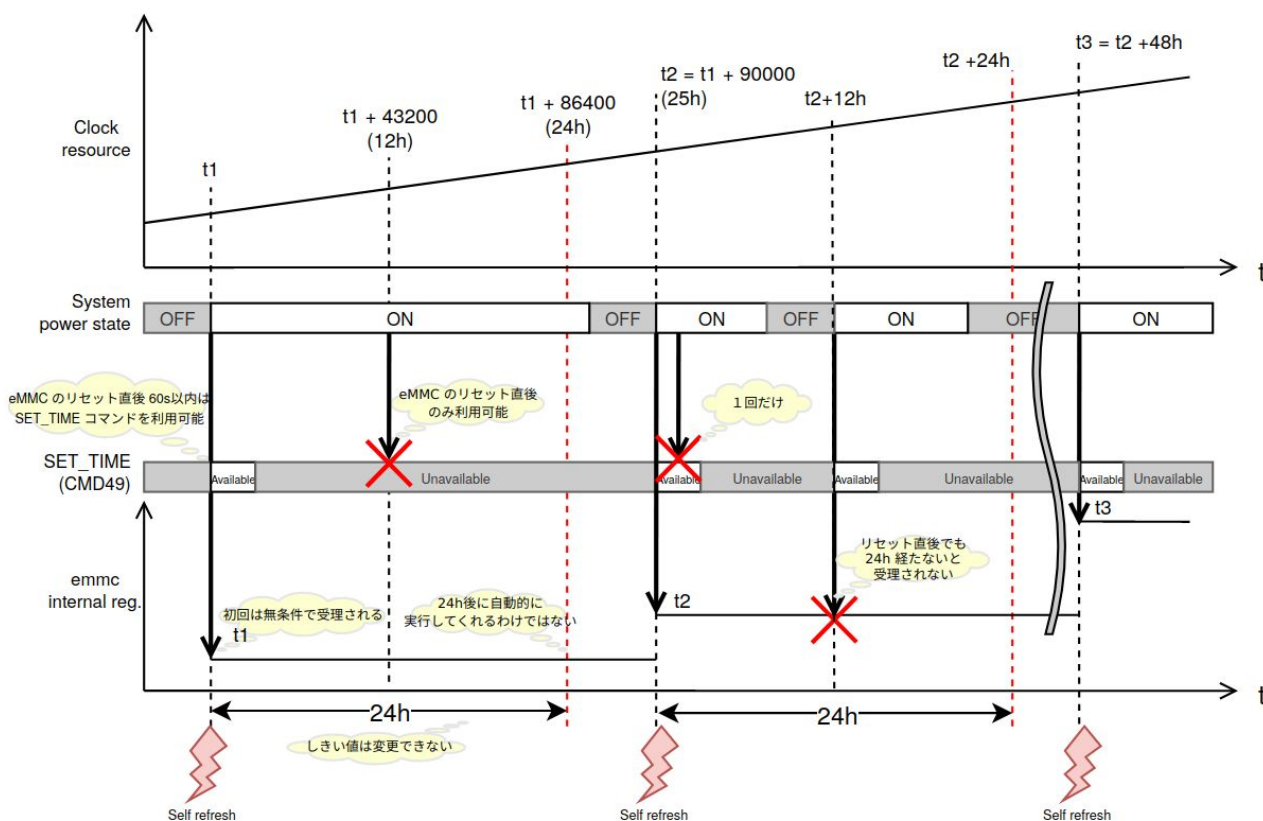 t3 = t2 +48h
t2 +24h
t2 = t1 + 90000
(25h)
t2+12h
t1 + 86400
(24h)
t1 + 43200
(12h)
Clock
resource
t1
t
System
power state
OFF
ON
OFF
ON
OFF
ON
OFF
ON
eMMC のリセット直後 60s以内は
SET_TIME コマンドを利用可能
eMMC のリセット直後
のみ利用可能
１回だけ
SET_TIME
(CMD49)
Available
Unavailable
Available
Unavailable
Available
Unavailable
Available
Unavailable
t3
リセット直後でも
24h 経たないと
受理されない
emmc
internal reg.
初回は無条件で受理される
t1
24h後に自動的に
実行してくれるわけではない
t2
t
24h
24h
しきい値は変更できない
Self refresh
Self refresh
Self refresh